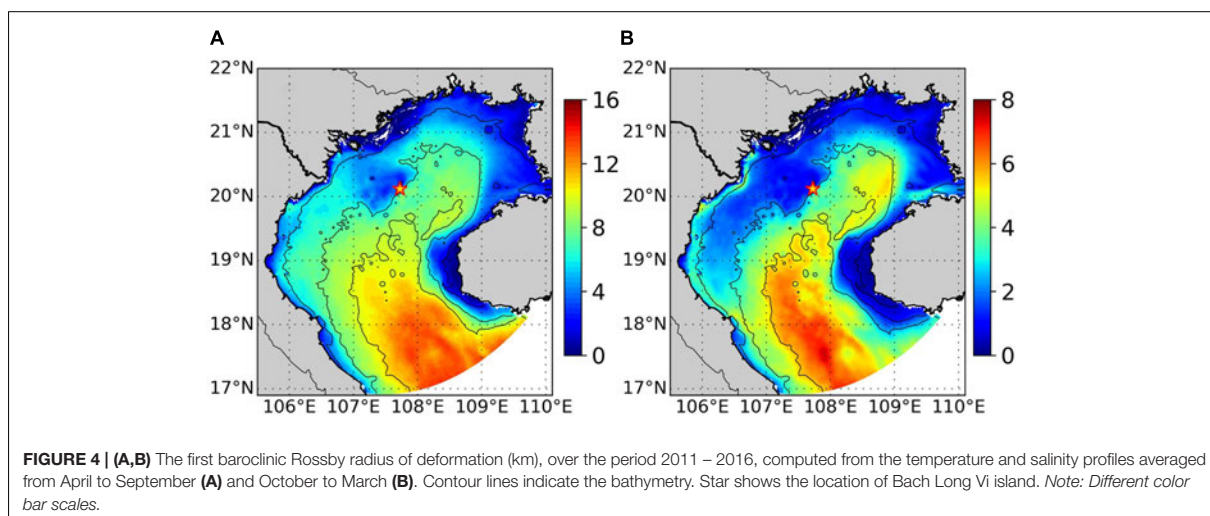 A B
22°N 22°N
16 8
21°N 21°N
12 6
20°N 20°N
8 4
19°N 19°N
4 2
18°N 18°N
0 0
17°N 17°N
106°E 107°E 108°E 109°E 110°E 106°E 107°E 108°E 109°E 110°E
FIGURE 4 | (A,B) The first baroclinic Rossby radius of deformation (km), over the period 2011 – 2016, computed from the temperature and salinity profiles averaged
from April to September (A) and October to March (B). Contour lines indicate the bathymetry. Star shows the location of Bach Long Vi island. Note: Different color
bar scales.